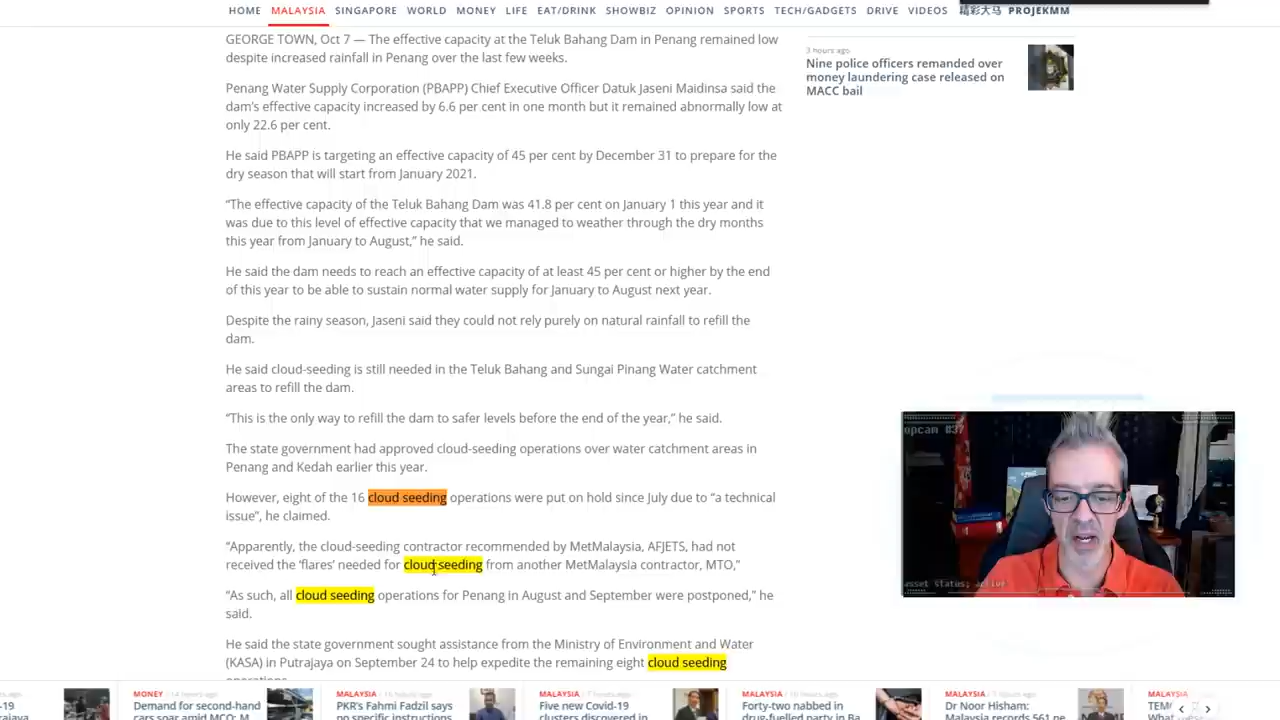 HOME MALAYSIA SINGAPORE WORLD MONEY LIFE EAT/DRINK SHOWBIZ OPINION SPORTS TECH/GADGETS DRIVE VIDEOS 精彩大马 PROJEKMM
GEORGE TOWN, Oct 7 — The effective capacity at the Teluk Bahang Dam in Penang remained low
despite increased rainfall in Penang over the last few weeks.
Penang Water Supply Corporation (PBAPP) Chief Executive Officer Datuk Jaseni Maidinsa said the
dam's effective capacity increased by 6.6 per cent in one month but it remained abnormally low at
only 22.6 per cent.
He said PBAPP is targeting an effective capacity of 45 per cent by December 31 to prepare for the
dry season that will start from January 2021.
“The effective capacity of the Teluk Bahang Dam was 41.8 per cent on January 1 this year and it
was due to this level of effective capacity that we managed to weather through the dry months
this year from January to August,” he said.
He said the dam needs to reach an effective capacity of at least 45 per cent or higher by the end
of this year to be able to sustain normal water supply for January to August next year.
Despite the rainy season, Jaseni said they could not rely purely on natural rainfall to refill the
dam.
He said cloud-seeding is still needed in the Teluk Bahang and Sungai Pinang Water catchment
areas to refill the dam.
“This is the only way to refill the dam to safer levels before the end of the year,” he said.
The state government had approved cloud-seeding operations over water catchment areas in
Penang and Kedah earlier this year.
However, eight of the 16 cloud seeding operations were put on hold since July due to “a technical
issue”, he claimed.
“Apparently, the cloud-seeding contractor recommended by MetMalaysia, AFJETS, had not
received the ‘flares’ needed for cloud seeding from another MetMalaysia contractor, MTO,”
“As such, all cloud seeding operations for Penang in August and September were postponed,” he
said.
He said the state government sought assistance from the Ministry of Environment and Water
(KASA) in Putrajaya on September 24 to help expedite the remaining eight cloud seeding
operations.
3 hours ago
Nine police officers remanded over
money laundering case released on
MACC bail
opcam #37
asset Status: active
MONEY | 14 hours ago
Demand for second-hand
cars soar amid MCO: M
MALAYSIA
PKR's Fahmi Fadzil says
no specific instructions
MALAYSIA | 7 hours ago
Five new Covid-19
clusters discovered in
MALAYSIA
Forty-two nabbed in
drug-fuelled party in Ba
MALAYSIA
Dr Noor Hisham:
Malaysia records 561 ne
MALAYSIA